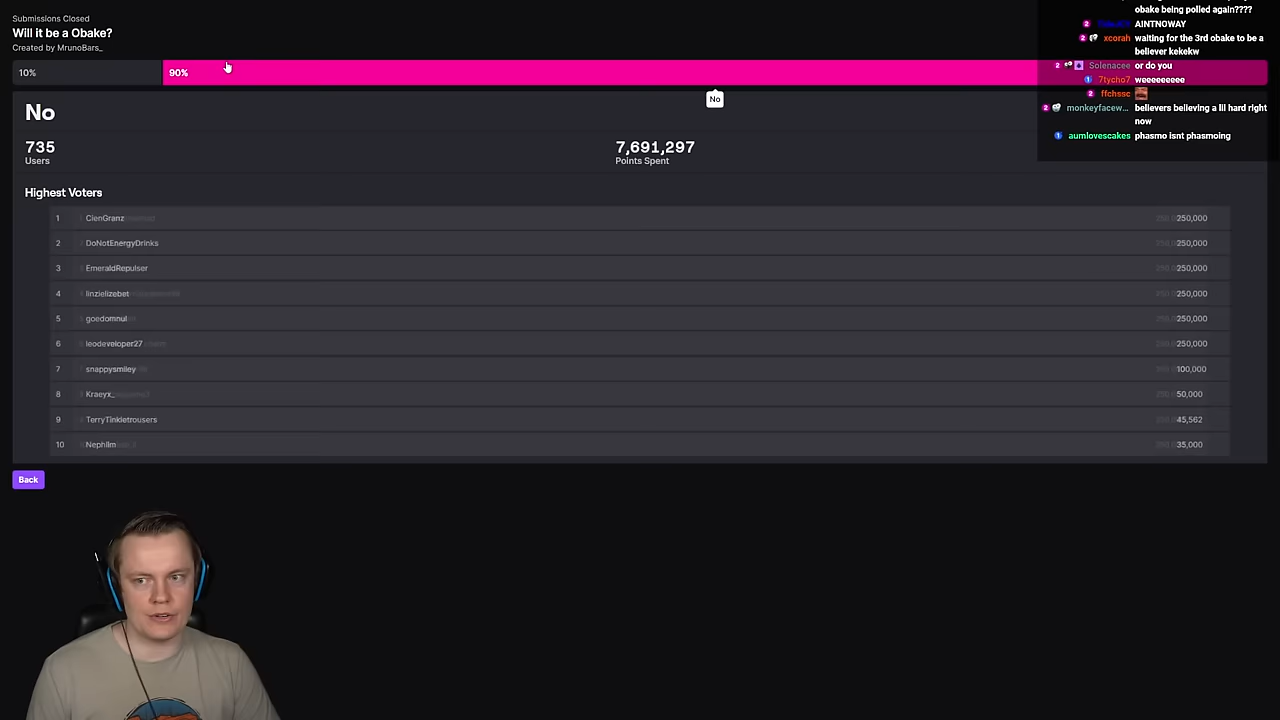 Submissions Closed
Will it be a Obake?
Created by MrunoBars_
10%
90%
No
No
735
Users
7,691,297
Points Spent
Highest Voters
1 CienGranz 250,000
2 DoNotEnergyDrinks 250,000
3 EmeraldRepulser 250,000
4 linzielizebet 250,000
5 goedomnul 250,000
6 leodeveloper27 250,000
7 snappysmiley 100,000
8 Kraeyx_ 50,000
9 TerryTinkletrousers 45,562
10 Nephlim 35,000
Back
obake being polled again????
AINTNOWAY
xcorah waiting for the 3rd obake to be a
believer kekekw
Solenacee or do you
7tycho7 weeeeeeeee
ffchssc
monkeyfacew... believers believing a lil hard right
now
aumlovescakes phasmo isnt phasmoing